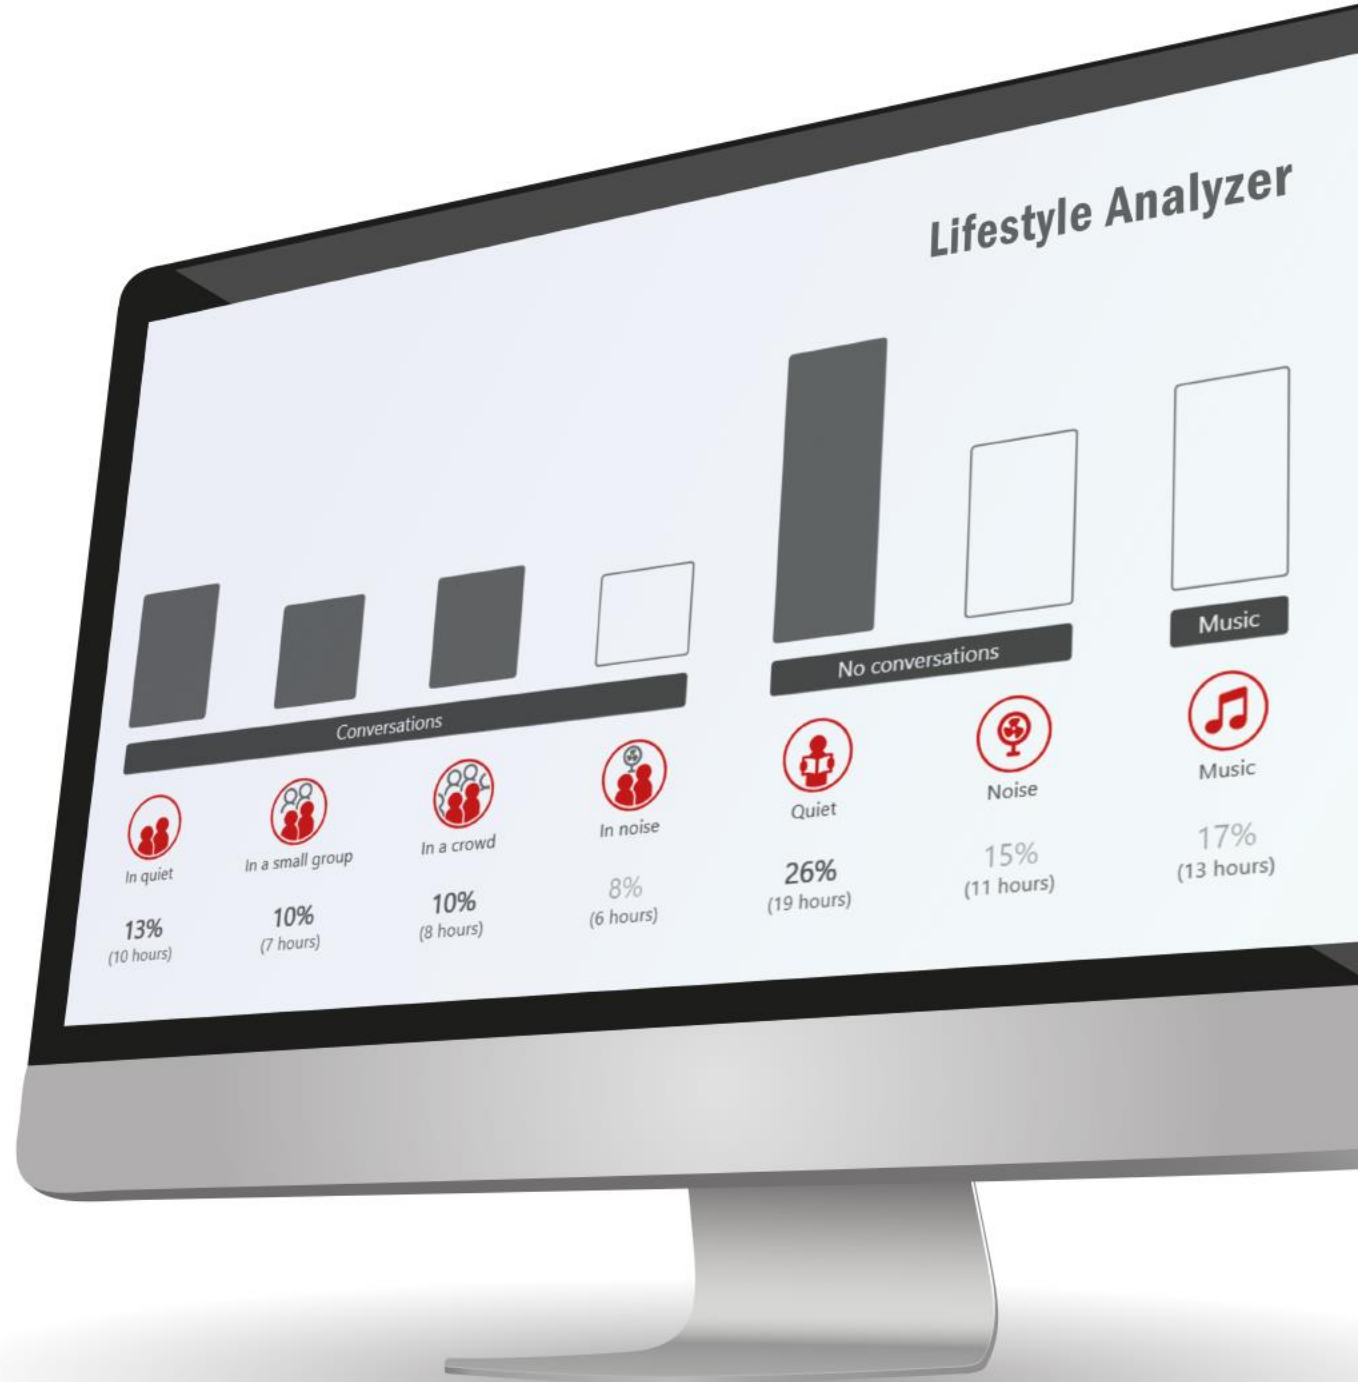 Lifestyle Analyzer
Conversations
No conversations
Music
In quiet
In a small group
In a crowd
In noise
Quiet
Noise
Music
13%
10%
10%
8%
26%
15%
17%
(10 hours)
(7 hours)
(8 hours)
(6 hours)
(19 hours)
(11 hours)
(13 hours)